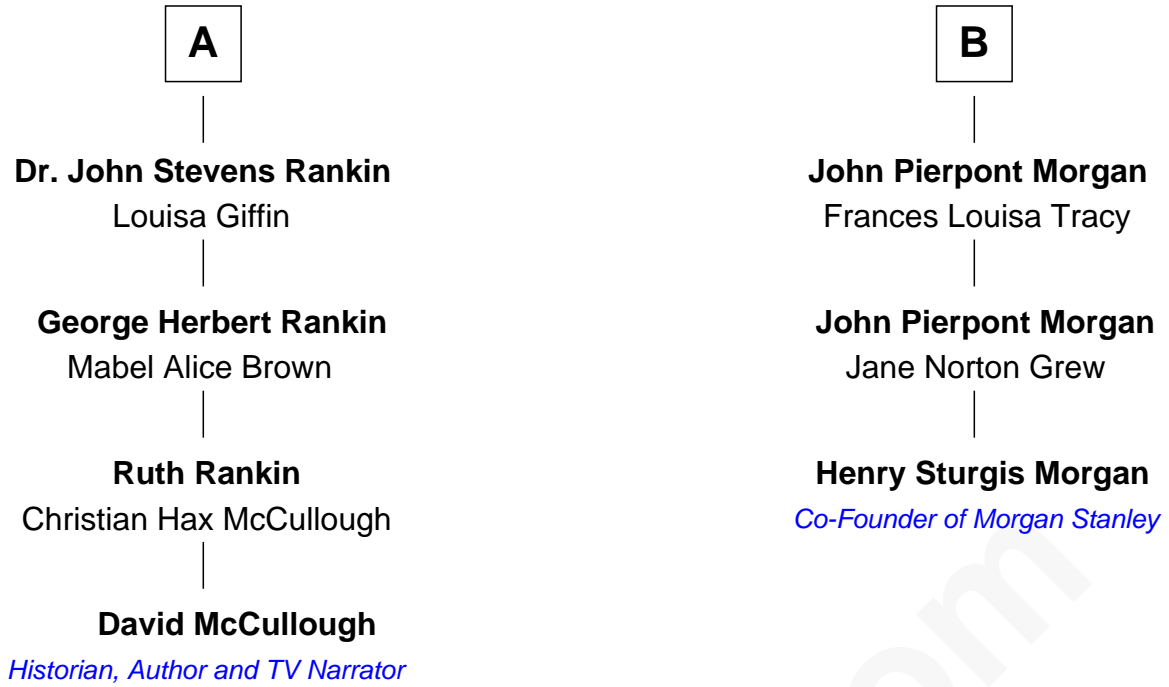 A
Dr. John Stevens Rankin
Louisa Giffin
George Herbert Rankin
Mabel Alice Brown
Ruth Rankin
Christian Hax McCullough
David McCullough
Historian, Author and TV Narrator
B
John Pierpont Morgan
Frances Louisa Tracy
John Pierpont Morgan
Jane Norton Grew
Henry Sturgis Morgan
Co-Founder of Morgan Stanley
om